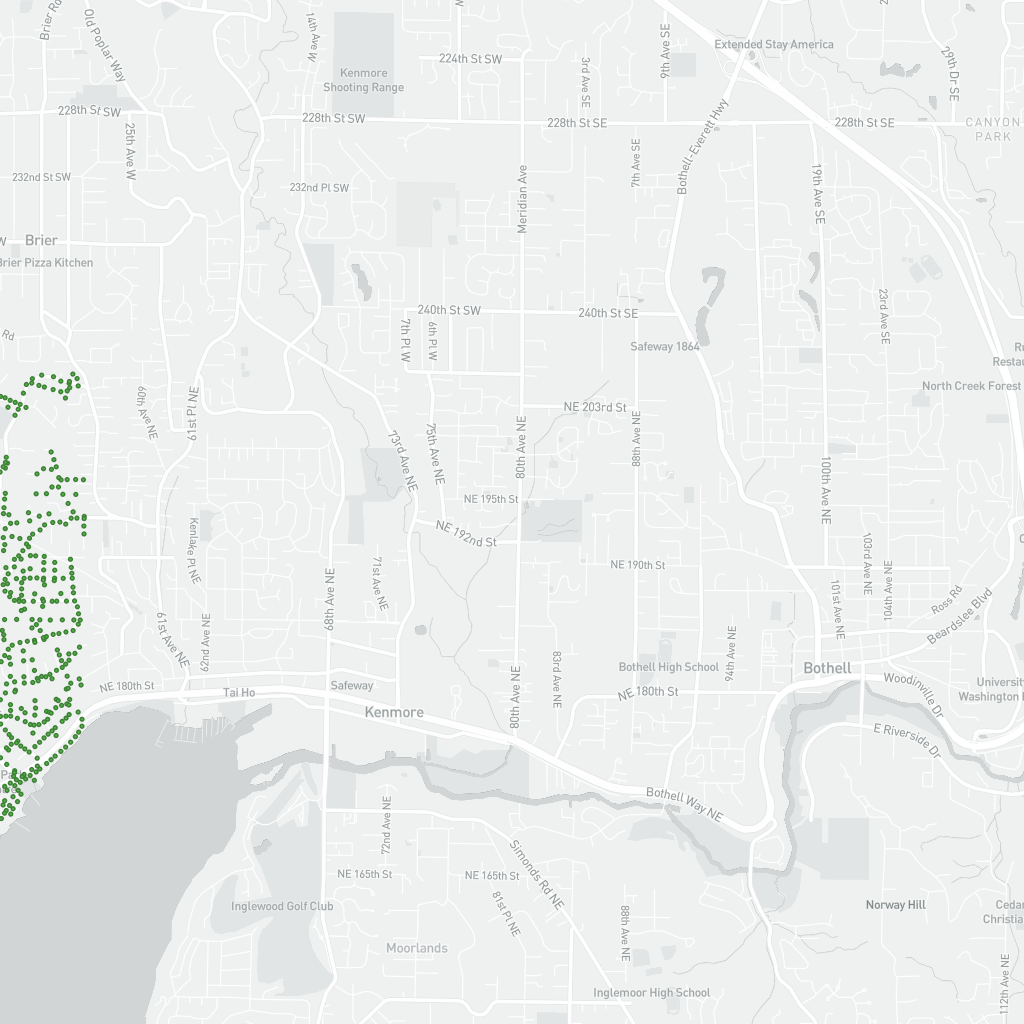 Brier Rd
Old Poplar Way
14th Ave W
W
224th St SW
3rd Ave SE
9th Ave SE
Extended Stay America
29th Dr SE
Kenmore
Shooting Range
228th St SW
228th St SW
228th St SE
228th St SE
CANYON
PARK
25th Ave W
Bothell-Everett Hwy
7th Ave SE
19th Ave SE
232nd St SW
232nd Pl SW
Meridian Ave
Brier
Brier Pizza Kitchen
Rd
240th St SW
240th St SE
23rd Ave SE
7th Pl W
6th Pl W
Safeway 1864
North Creek Forest
60th Ave NE
61st Pl NE
NE 203rd St
73rd Ave NE
75th Ave NE
80th Ave NE
88th Ave NE
NE 195th St
100th Ave NE
NE 192nd St
Kenlake Pl NE
71st Ave NE
68th Ave NE
NE 190th St
103rd Ave NE
104th Ave NE
101st Ave NE
Ross Rd
Beardslee Blvd
61st Ave NE
62nd Ave NE
80th Ave NE
83rd Ave NE
94th Ave NE
Bothell High School
Bothell
NE 180th St
Tai Ho
Safeway
Kenmore
NE 180th St
Woodinville Dr
University
Washington
E Riverside Dr
Bothell Way NE
72nd Ave NE
Simonds Rd NE
NE 165th St
NE 165th St
81st Pl NE
88th Ave NE
Inglewood Golf Club
Moorlands
Norway Hill
Cedar
Christia
112th Ave NE
Inglemoor High School